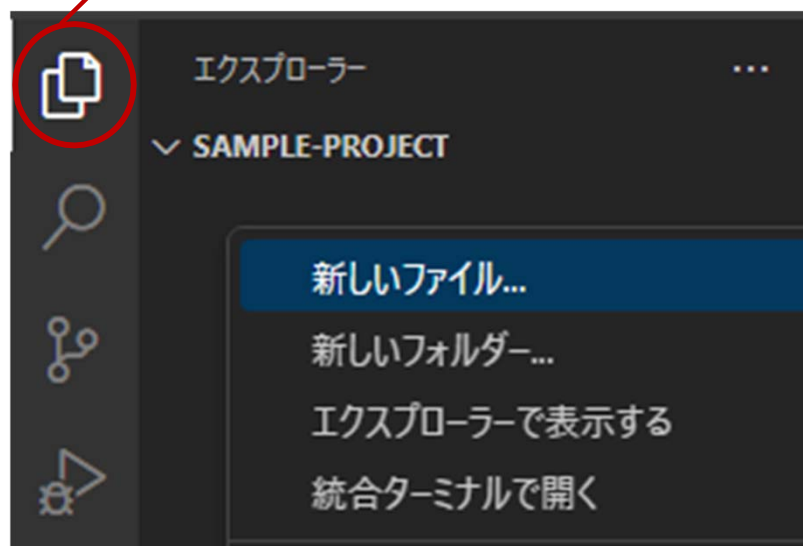 エクスプローラー
SAMPLE-PROJECT
新しいファイル...
新しいフォルダー...
エクスプローラーで表示する
統合ターミナルで開く